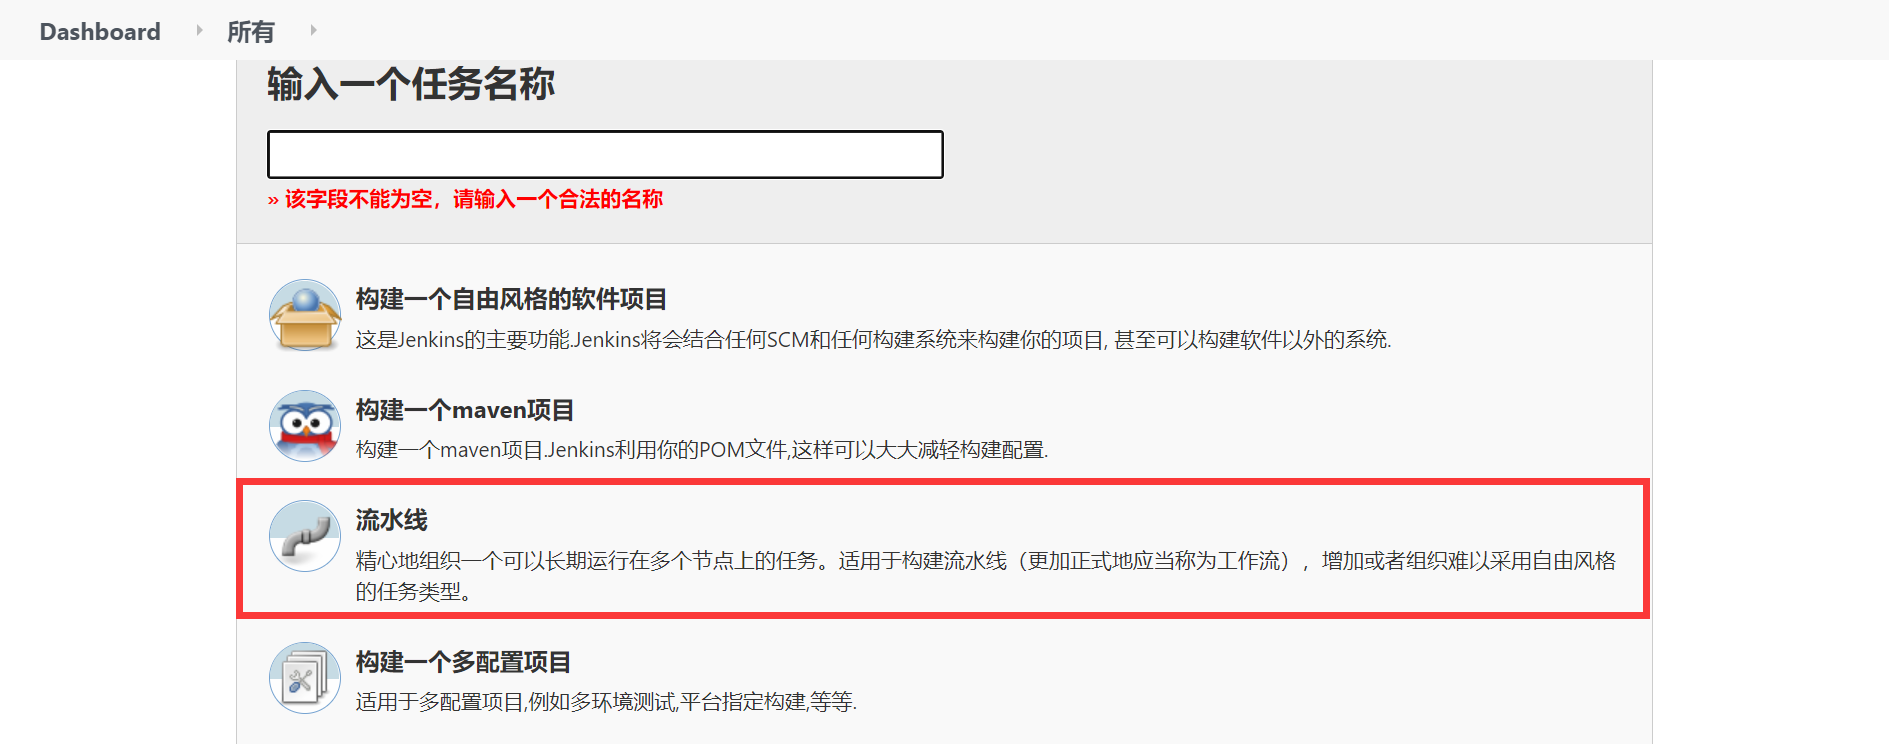 Dashboard 所有
输入一个任务名称
» 该字段不能为空，请输入一个合法的名称
构建一个自由风格的软件项目
这是Jenkins的主要功能.Jenkins将会结合任何SCM和任何构建系统来构建你的项目, 甚至可以构建软件以外的系统.
构建一个maven项目
构建一个maven项目.Jenkins利用你的POM文件,这样可以大大减轻构建配置.
流水线
精心地组织一个可以长期运行在多个节点上的任务。适用于构建流水线（更加正式地应当称为工作流），增加或者组织难以采用自由风格
的任务类型。
构建一个多配置项目
适用于多配置项目,例如多环境测试,平台指定构建,等等.